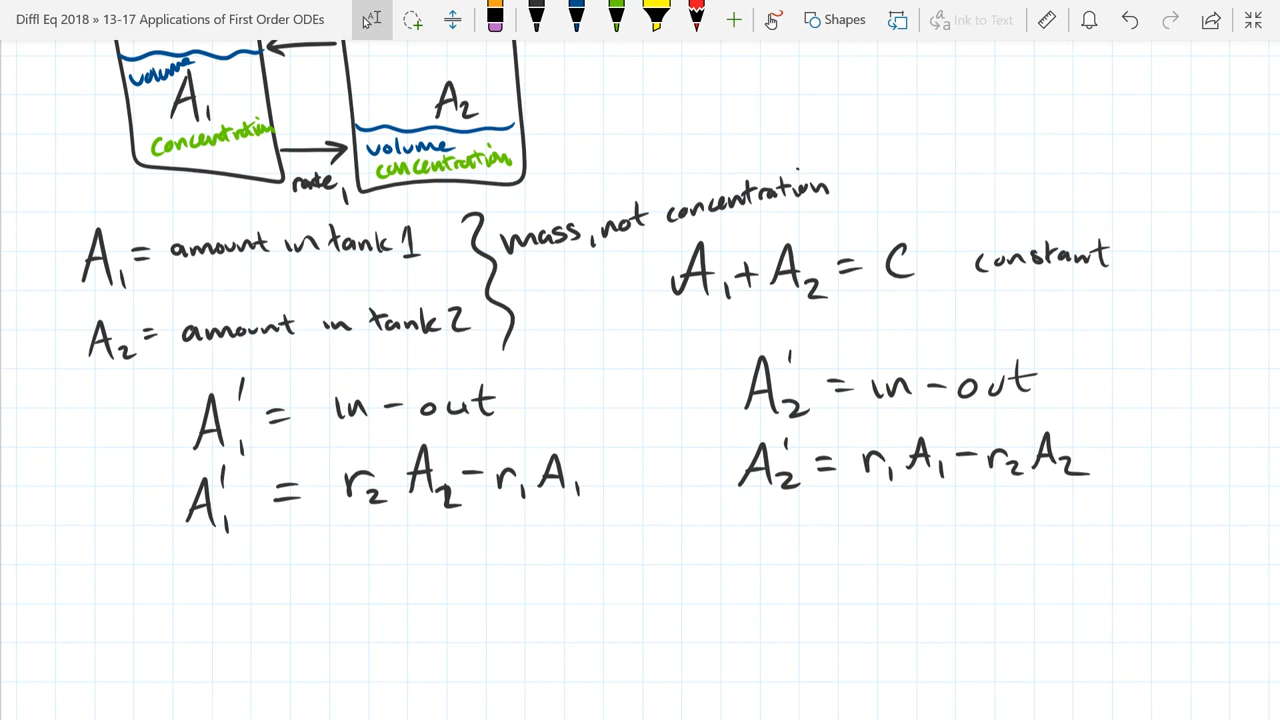 Diffl Eq 2018 » 13-17 Applications of First Order ODEs
Shapes
Ink to Text
volume
A₁
concentration
A₂
volume
concentration
rate₁
A₁ = amount in tank 1
A₂ = amount in tank 2
mass, not concentration
A₁ + A₂ = C constant
A₁' = in - out
A₁' = r₂ A₂ - r₁ A₁
A₂' = in - out
A₂' = r₁ A₁ - r₂ A₂